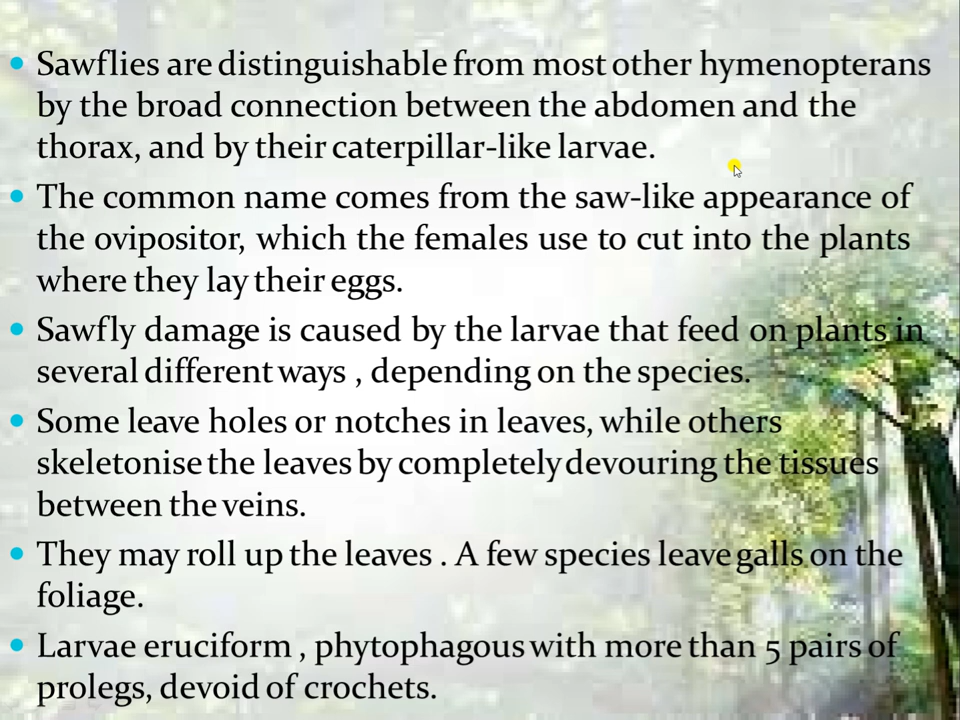 • Sawflies are distinguishable from most other hymenopterans
by the broad connection between the abdomen and the
thorax, and by their caterpillar-like larvae.
• The common name comes from the saw-like appearance of
the ovipositor, which the females use to cut into the plants
where they lay their eggs.
• Sawfly damage is caused by the larvae that feed on plants in
several different ways , depending on the species.
• Some leave holes or notches in leaves, while others
skeletonise the leaves by completely devouring the tissues
between the veins.
• They may roll up the leaves . A few species leave galls on the
foliage.
• Larvae eruciform , phytophagous with more than 5 pairs of
prolegs, devoid of crochets.